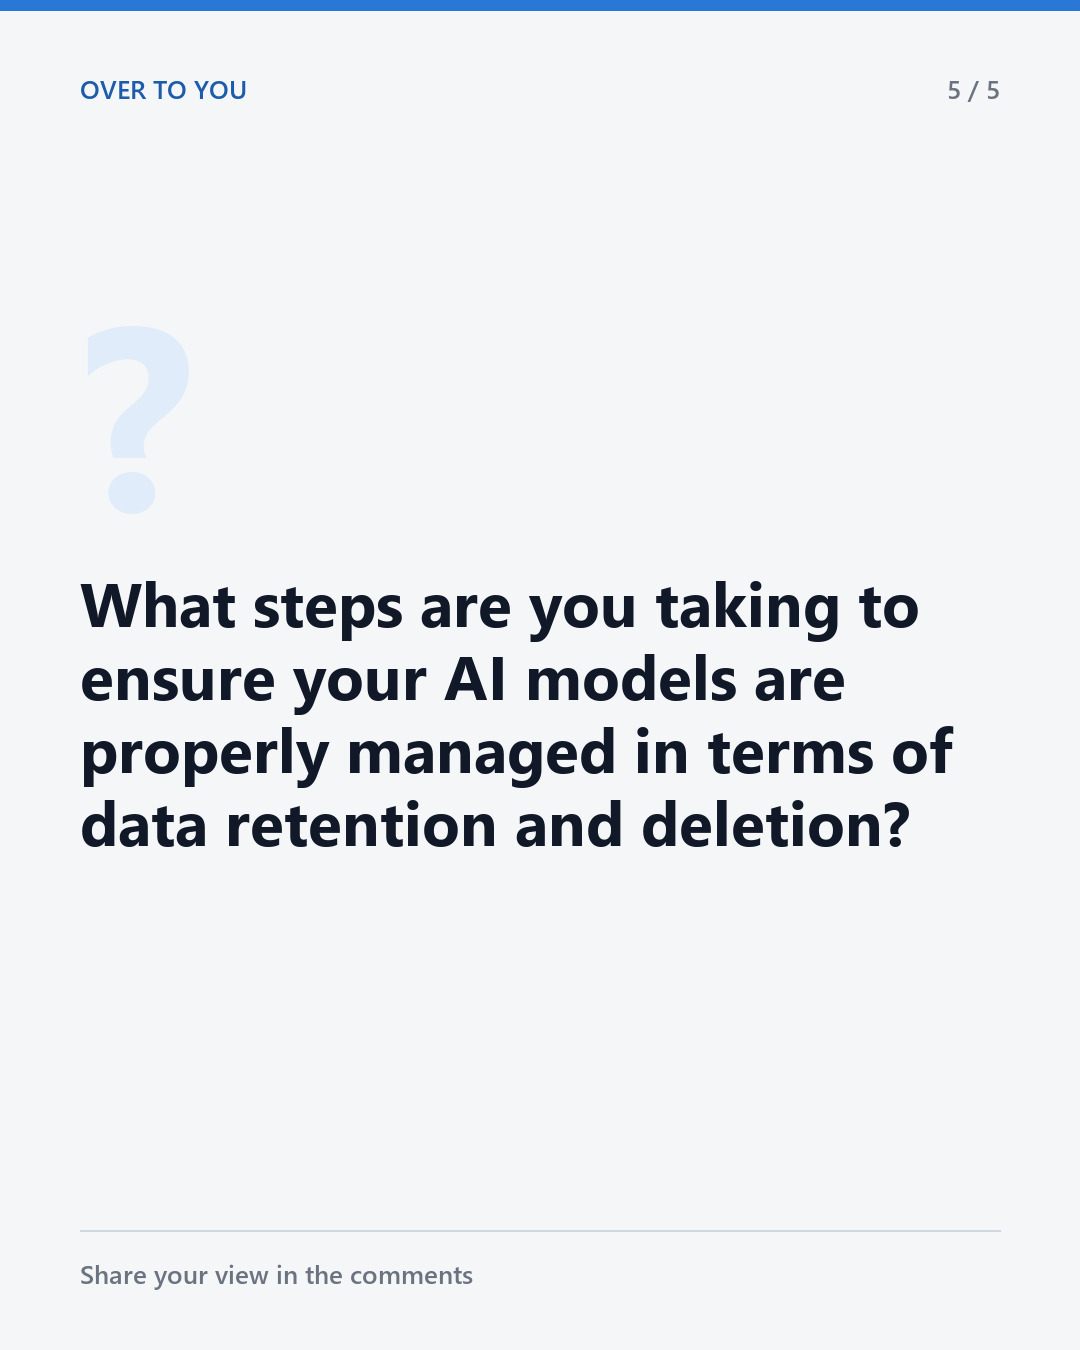 OVER TO YOU
5 / 5
?
What steps are you taking to
ensure your AI models are
properly managed in terms of
data retention and deletion?
Share your view in the comments